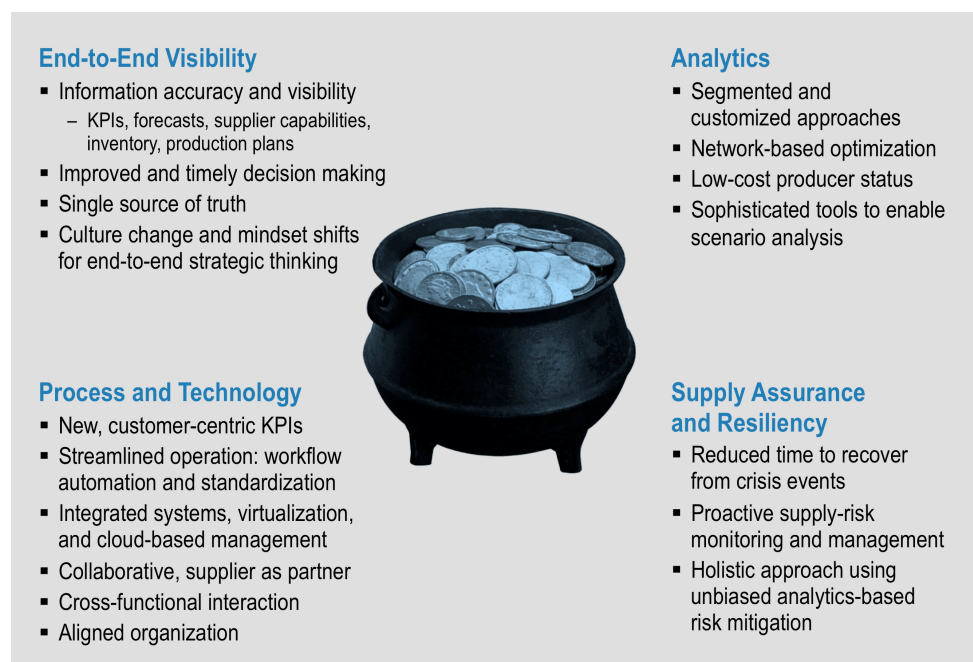 End-to-End Visibility
▪ Information accuracy and visibility
– KPIs, forecasts, supplier capabilities,
inventory, production plans
▪ Improved and timely decision making
▪ Single source of truth
▪ Culture change and mindset shifts
for end-to-end strategic thinking
Analytics
▪ Segmented and
customized approaches
▪ Network-based optimization
▪ Low-cost producer status
▪ Sophisticated tools to enable
scenario analysis
Process and Technology
▪ New, customer-centric KPIs
▪ Streamlined operation: workflow
automation and standardization
▪ Integrated systems, virtualization,
and cloud-based management
▪ Collaborative, supplier as partner
▪ Cross-functional interaction
▪ Aligned organization
Supply Assurance
and Resiliency
▪ Reduced time to recover
from crisis events
▪ Proactive supply-risk
monitoring and management
▪ Holistic approach using
unbiased analytics-based
risk mitigation